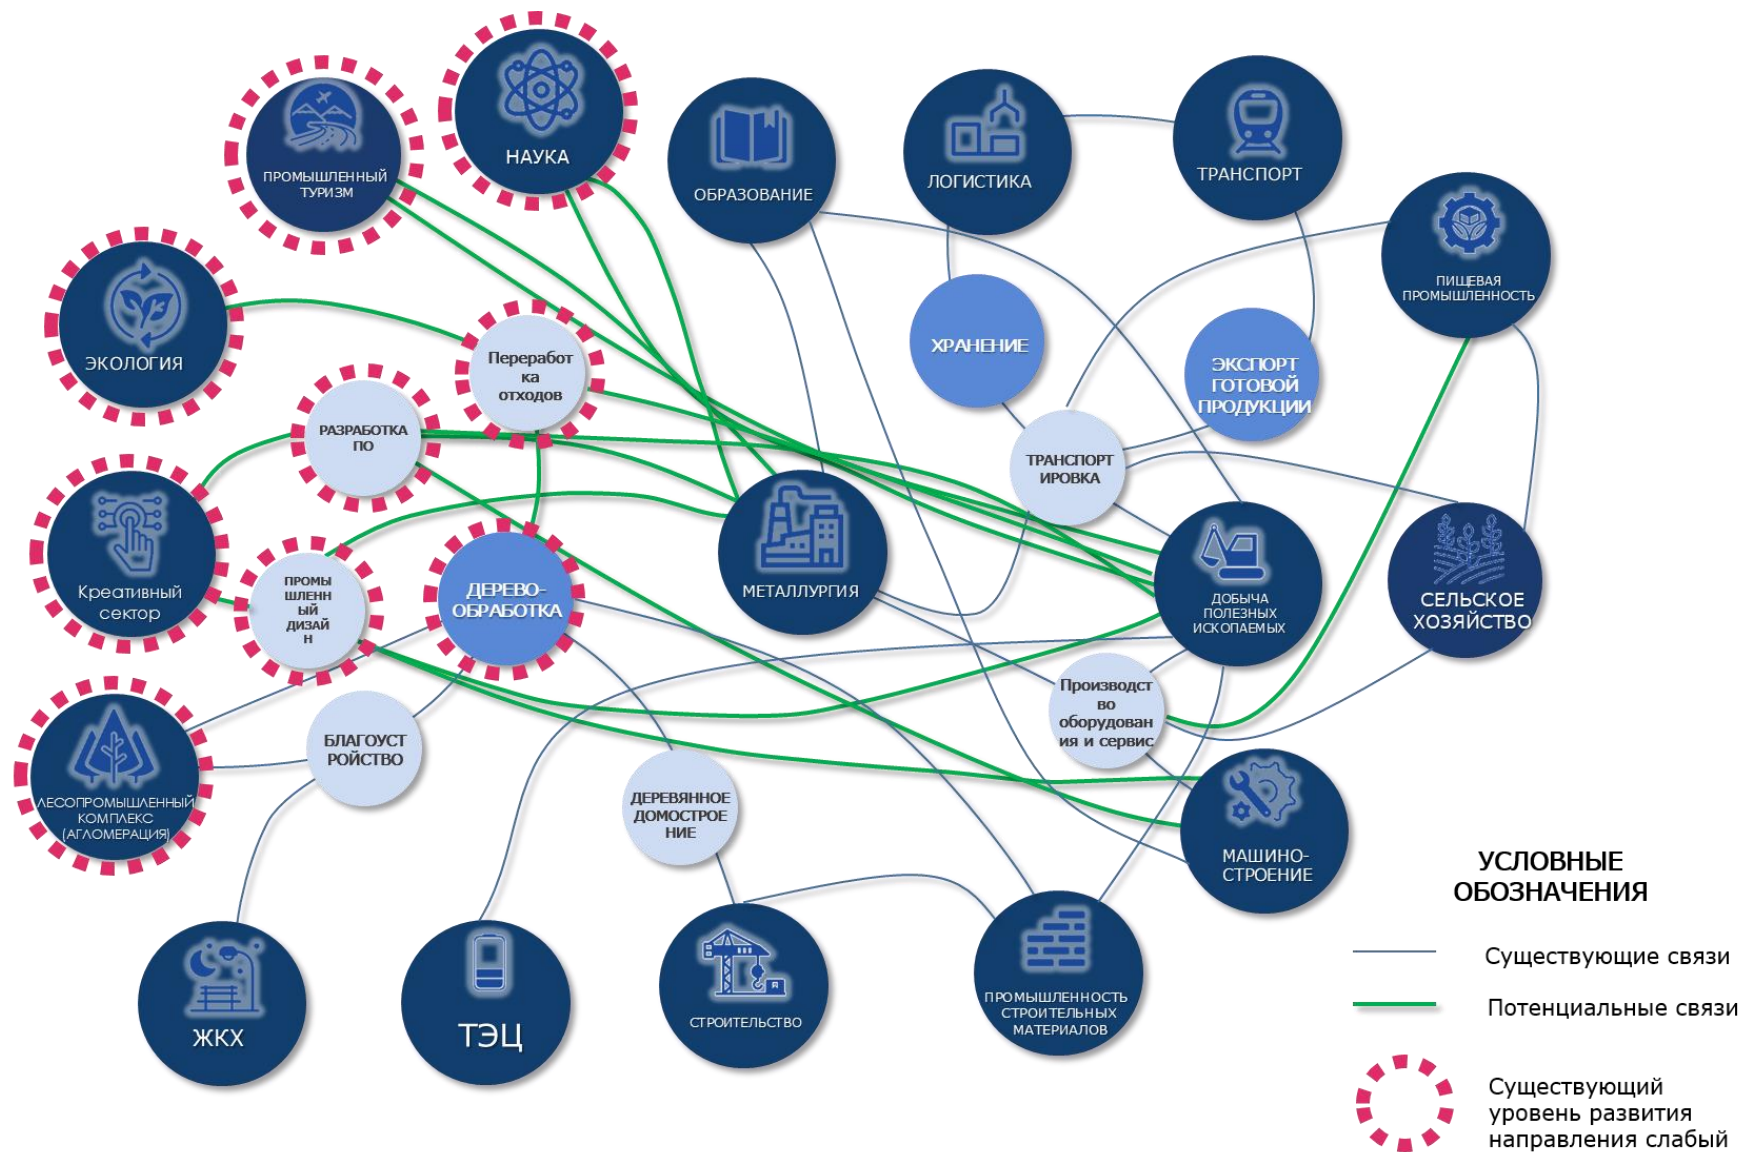 НАУКА
ПРОМЫШЛЕННЫЙ
ТУРИЗМ
ОБРАЗОВАНИЕ
ЛОГИСТИКА
ТРАНСПОРТ
ПИЩЕВАЯ
ПРОМЫШЛЕННОСТЬ
ЭКОЛОГИЯ
Переработ
ка
отходов
ХРАНЕНИЕ
ЭКСПОРТ
ГОТОВОЙ
ПРОДУКЦИИ
РАЗРАБОТКА
ПО
ТРАНСПОРТ
ИРОВКА
Креативный
сектор
ПРОМЫ
ШЛЕНН
ЫЙ
ДИЗАЙ
Н
ДЕРЕВО-
ОБРАБОТКА
МЕТАЛЛУРГИЯ
ДОБЫЧА
ПОЛЕЗНЫХ
ИСКОПАЕМЫХ
СЕЛЬСКОЕ
ХОЗЯЙСТВО
Производст
во
оборудован
ия и сервис
БЛАГОУСТ
РОЙСТВО
ЛЕСОПРОМЫШЛЕННЫЙ
КОМПЛЕКС
(АГЛОМЕРАЦИЯ)
ДЕРЕВЯННОЕ
ДОМОСТРОЕ
НИЕ
МАШИНО-
СТРОЕНИЕ
ЖКХ
ТЭЦ
СТРОИТЕЛЬСТВО
ПРОМЫШЛЕННОСТЬ
СТРОИТЕЛЬНЫХ
МАТЕРИАЛОВ
УСЛОВНЫЕ
ОБОЗНАЧЕНИЯ
Существующие связи
Потенциальные связи
Существующий
уровень развития
направления слабый